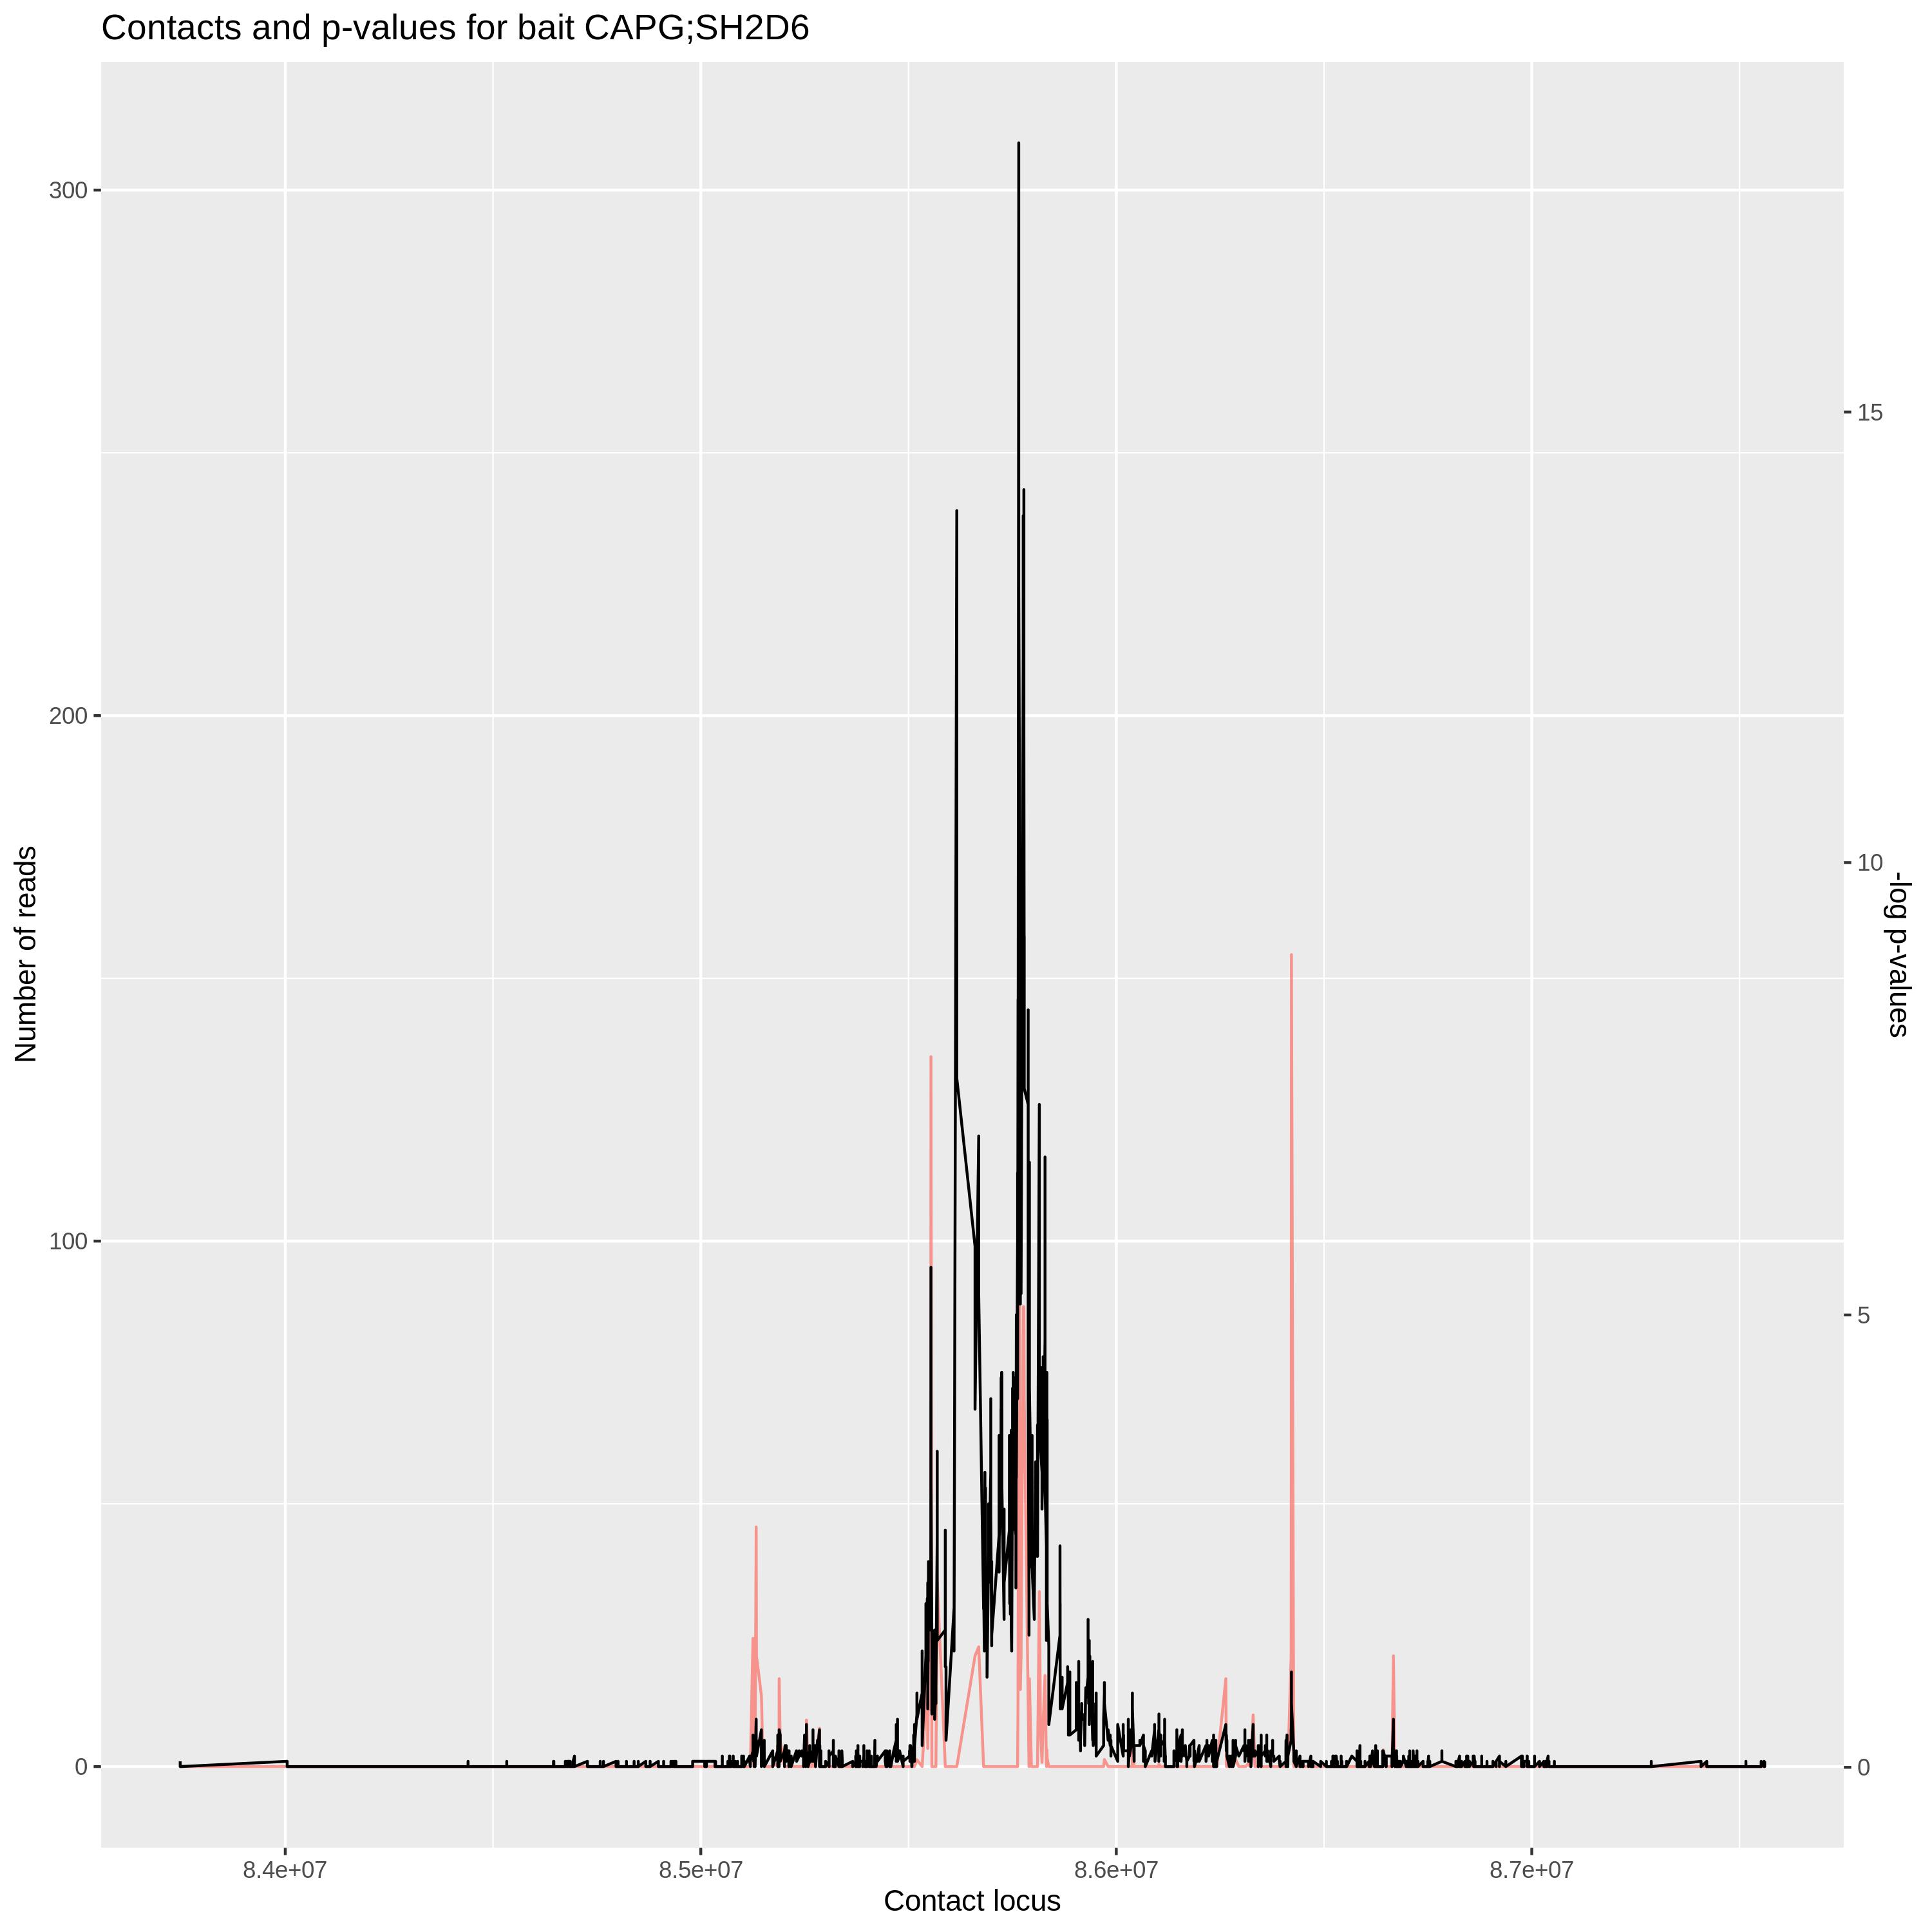 Contacts and p-values for bait CAPG;SH2D6
300
200
100
0
Number of reads
15
10
5
0
-log p-values
8.4e+07
8.5e+07
8.6e+07
8.7e+07
Contact locus